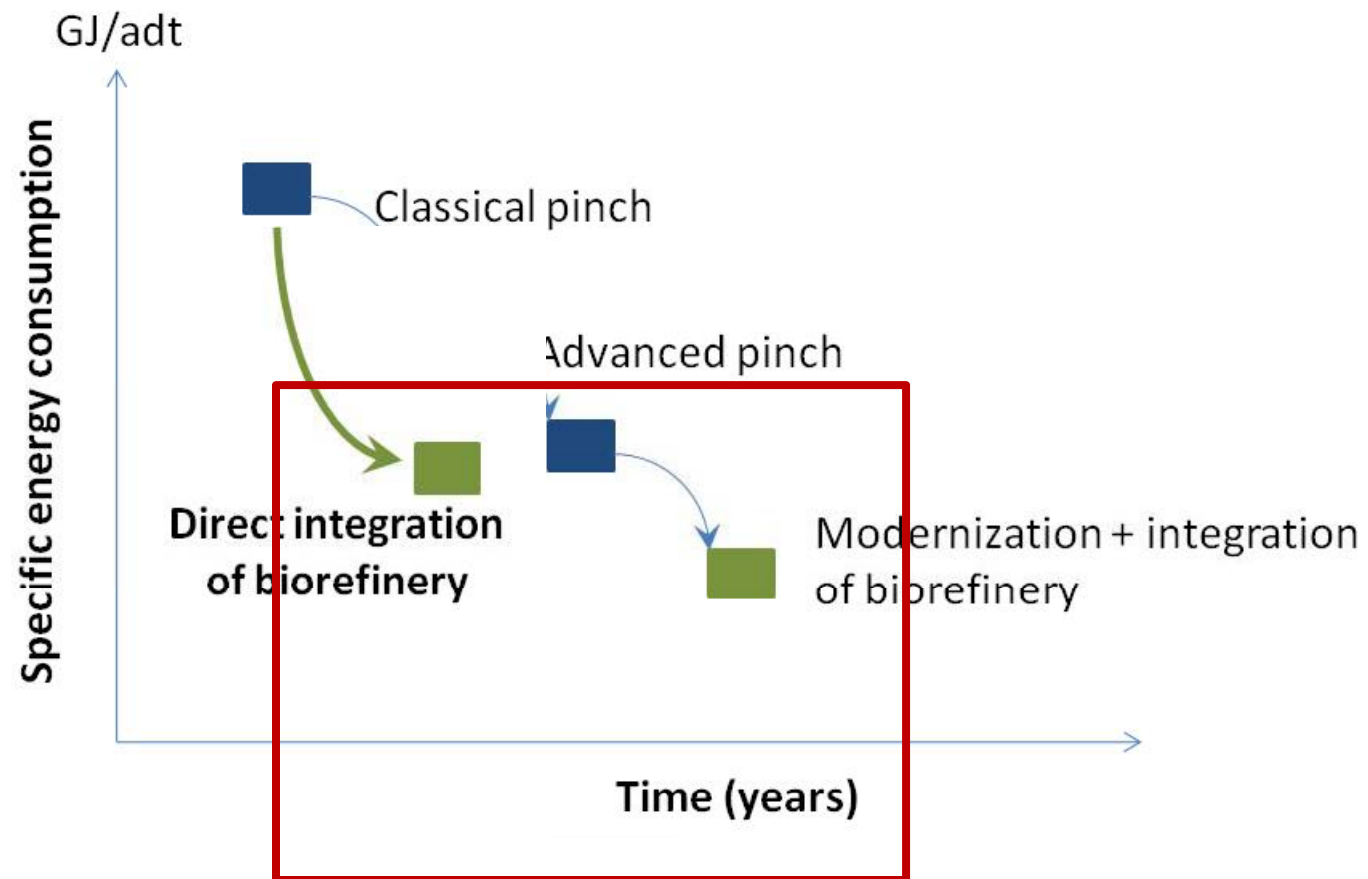 GJ/adt
Specific energy consumption
Classical pinch
Advanced pinch
Direct integration
of biorefinery
Modernization + integration
of biorefinery
Time (years)